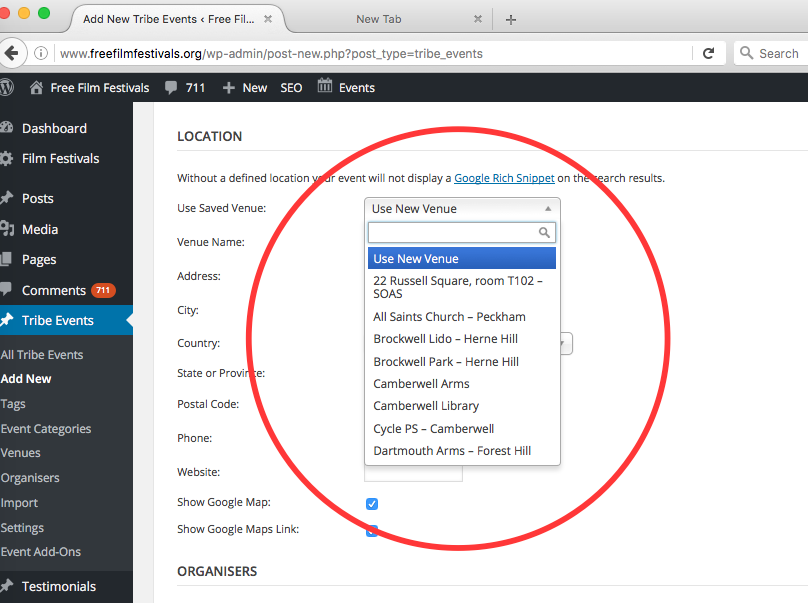 Add New Tribe Events ‹ Free Fil...
New Tab
www.freefilmfestivals.org/wp-admin/post-new.php?post_type=tribe_events
Search
Free Film Festivals
711
New
SEO
Events
Dashboard
Film Festivals
Posts
Media
Pages
Comments 711
Tribe Events
All Tribe Events
Add New
Tags
Event Categories
Venues
Organisers
Import
Settings
Event Add-Ons
Testimonials
LOCATION
Without a defined location your event will not display a Google Rich Snippet on the search results.
Use Saved Venue:
Use New Venue
Use New Venue
22 Russell Square, room T102 –
SOAS
All Saints Church – Peckham
Brockwell Lido – Herne Hill
Brockwell Park – Herne Hill
Camberwell Arms
Camberwell Library
Cycle PS – Camberwell
Dartmouth Arms – Forest Hill
Venue Name:
Address:
City:
Country:
State or Province:
Postal Code:
Phone:
Website:
Show Google Map:
Show Google Maps Link:
ORGANISERS